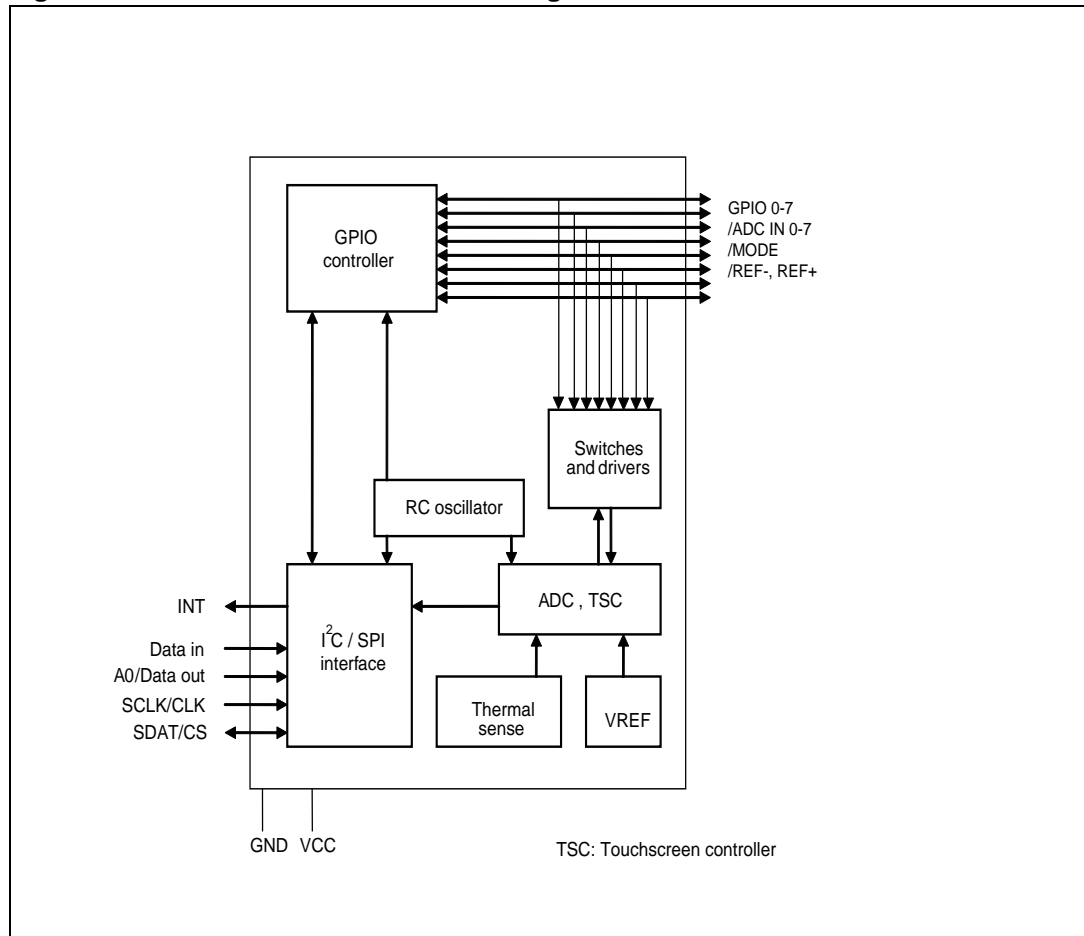 GPIO
controller
GPIO 0-7
/ADC IN 0-7
/MODE
/REF-, REF+
Switches
and drivers
RC oscillator
INT
Data in
A0/Data out
SCLK/CLK
SDAT/CS
I²C / SPI
interface
ADC , TSC
Thermal
sense
VREF
GND VCC
TSC: Touchscreen controller